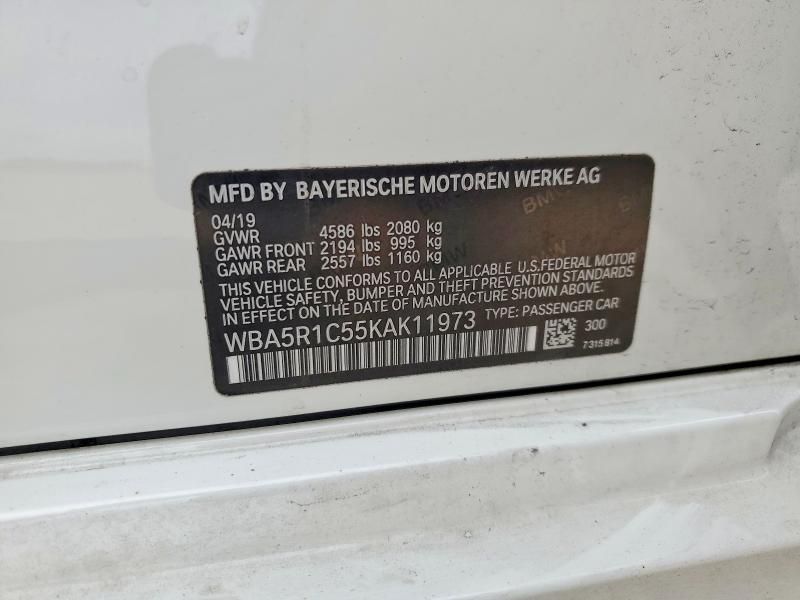 MFD BY BAYERISCHE MOTOREN WERKE AG
04/19
GVWR 4586 lbs 2080 kg
GAWR FRONT 2194 lbs 995 kg
GAWR REAR 2557 lbs 1160 kg
THIS VEHICLE CONFORMS TO ALL APPLICABLE U.S.FEDERAL MOTOR
VEHICLE SAFETY, BUMPER AND THEFT PREVENTION STANDARDS
IN EFFECT ON THE DATE OF MANUFACTURE SHOWN ABOVE.
WBA5R1C55KAK11973 TYPE: PASSENGER CAR
300
7315814